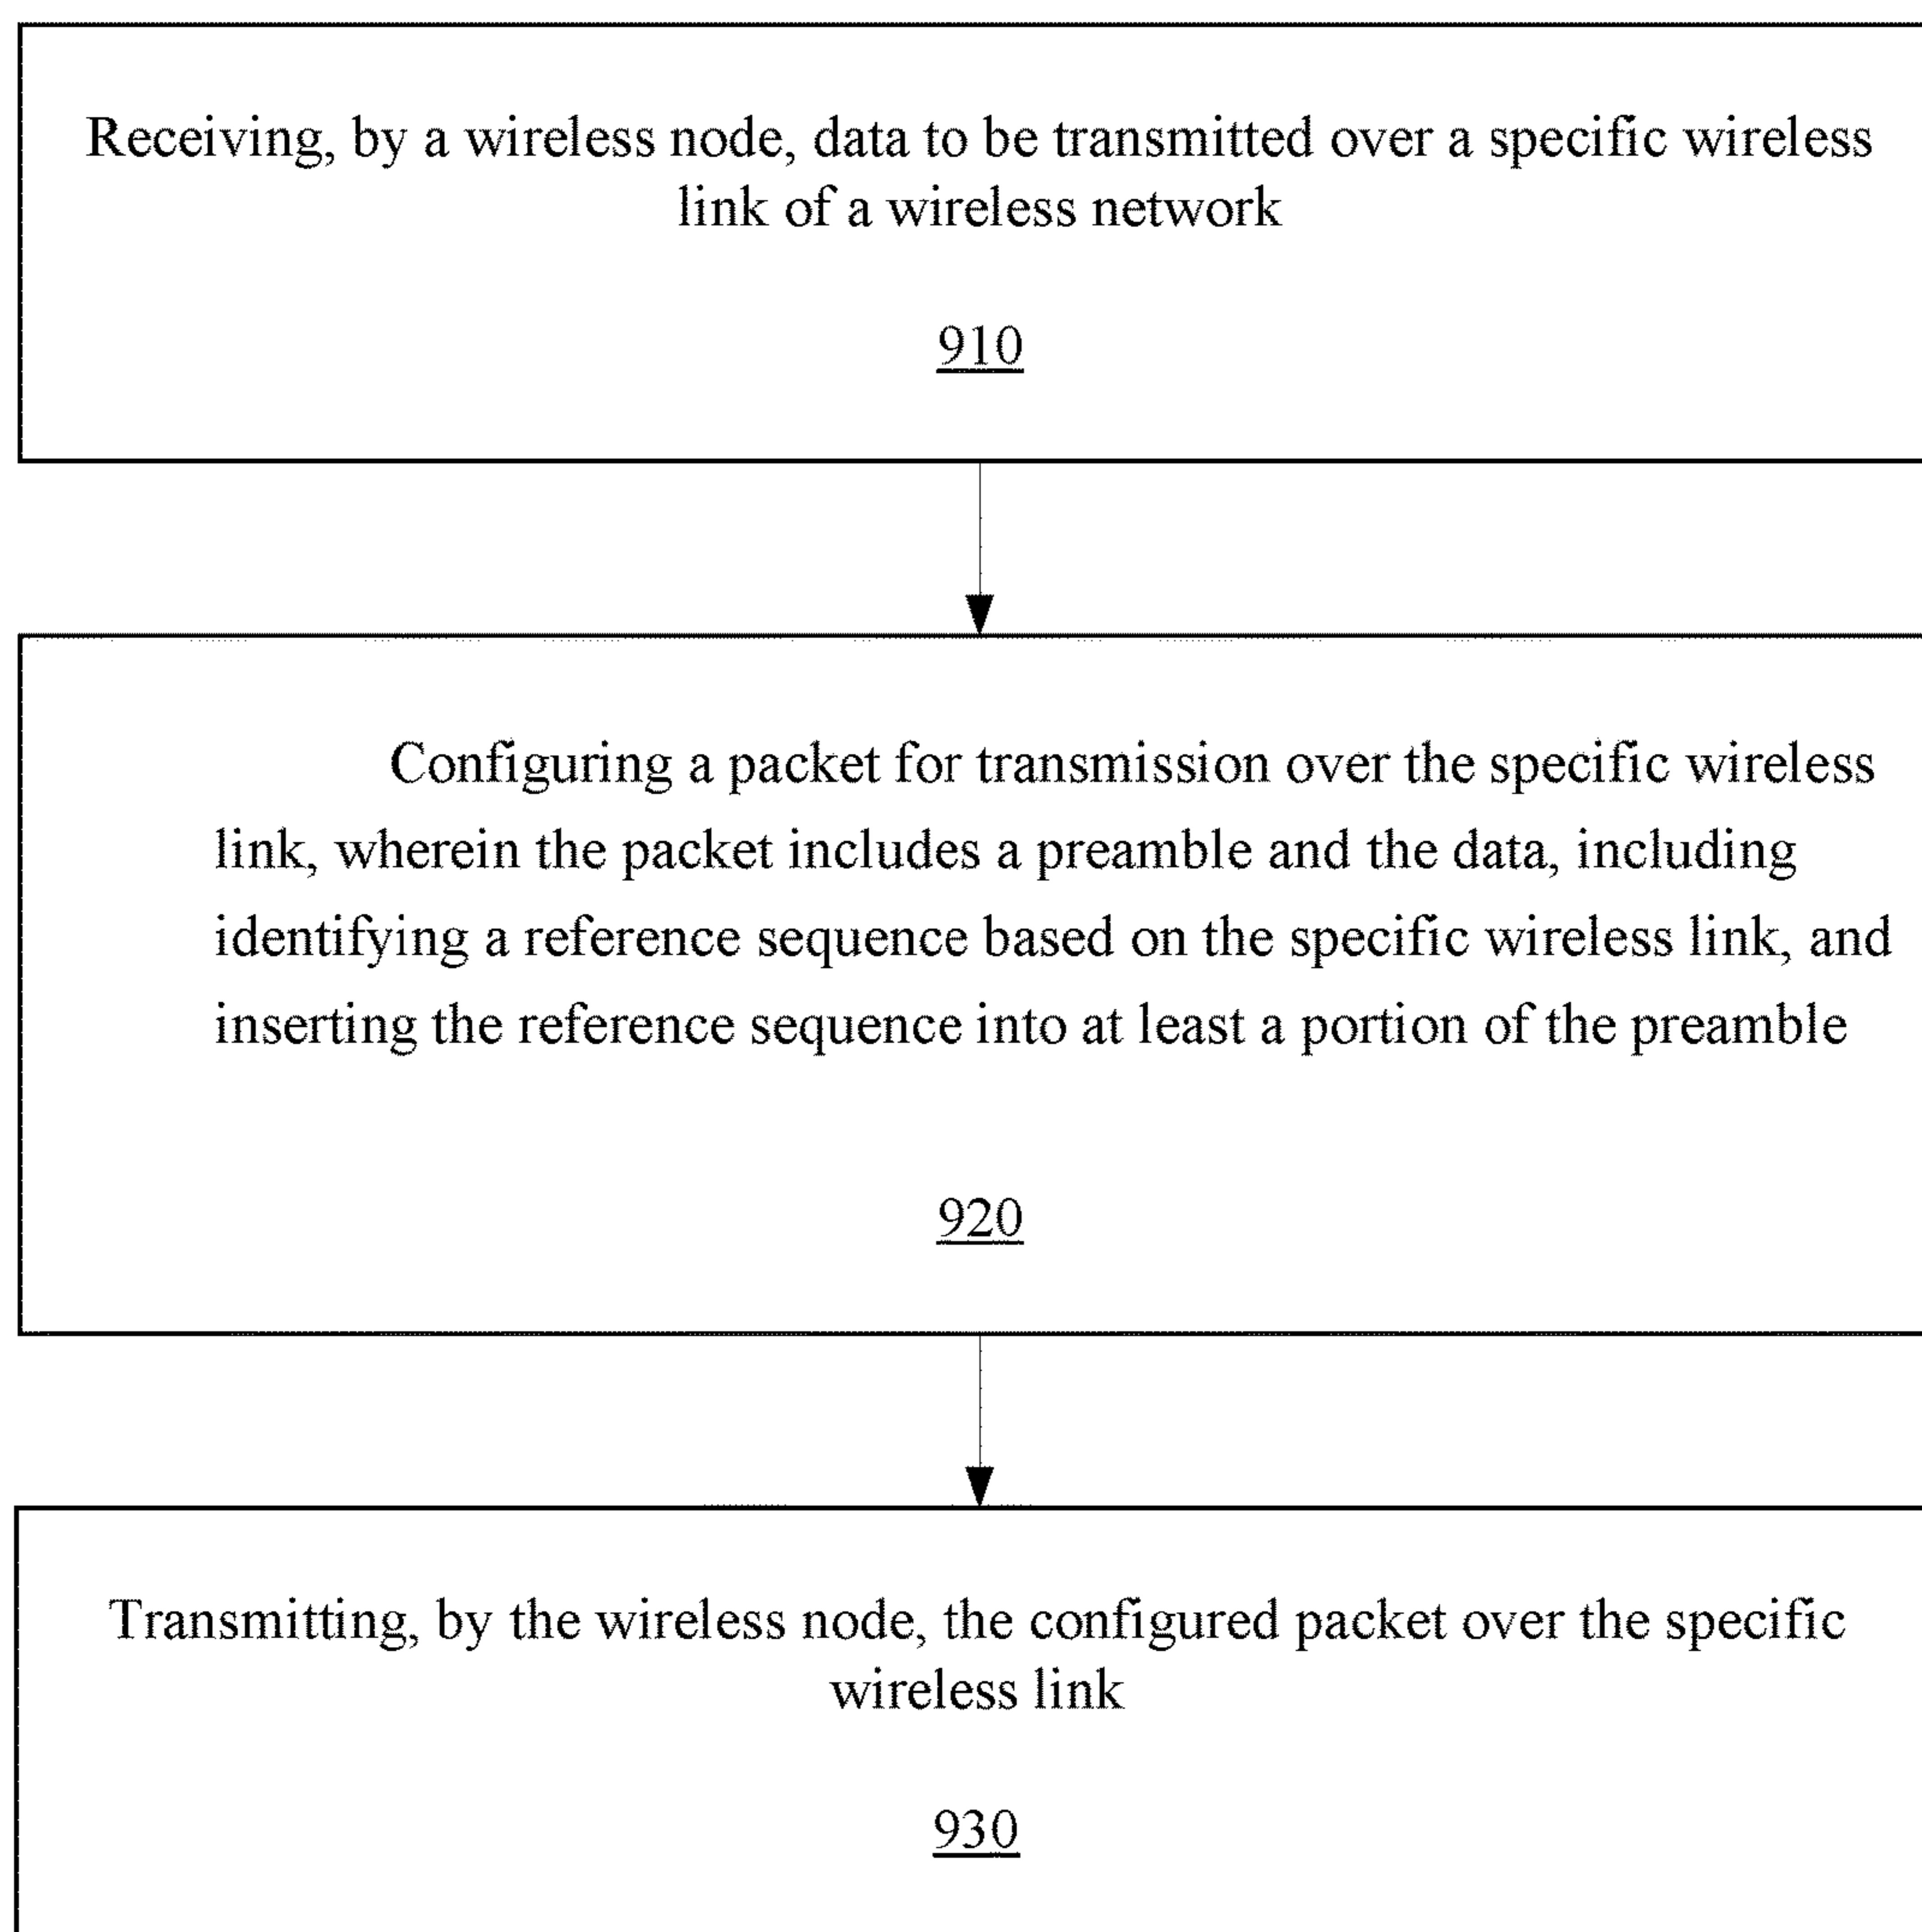 Receiving, by a wireless node, data to be transmitted over a specific wireless
link of a wireless network
910
Configuring a packet for transmission over the specific wireless
link, wherein the packet includes a preamble and the data, including
identifying a reference sequence based on the specific wireless link, and
inserting the reference sequence into at least a portion of the preamble
920
Transmitting, by the wireless node, the configured packet over the specific
wireless link
930